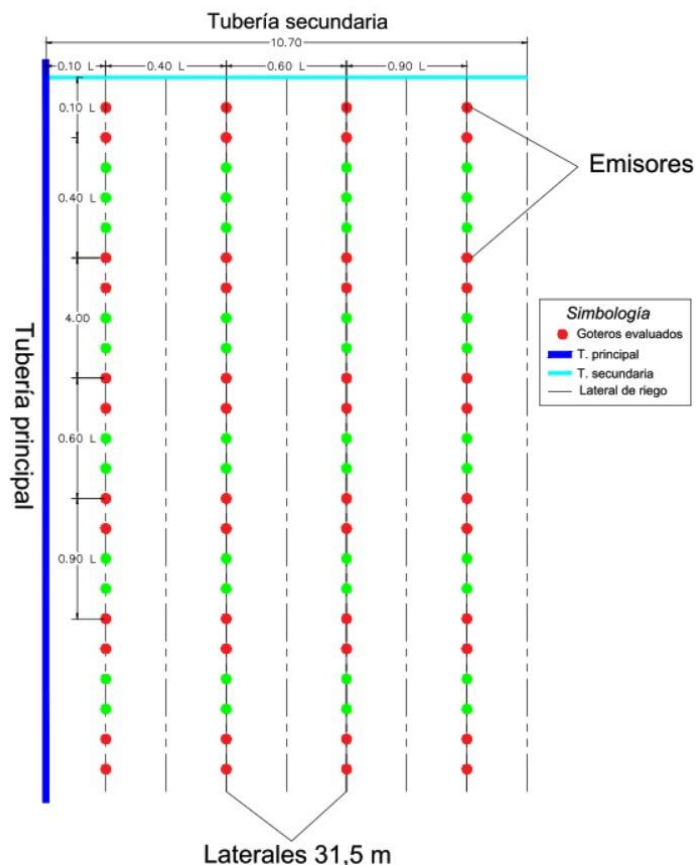 Tubería secundaria
10.70
0.10 L
0.40 L
0.60 L
0.90 L
0.10 L
0.40 L
4.00
0.60 L
0.90 L
Emisores
Tubería principal
Simbología
Goteros evaluados
T. principal
T. secundaria
Lateral de riego
Laterales 31,5 m